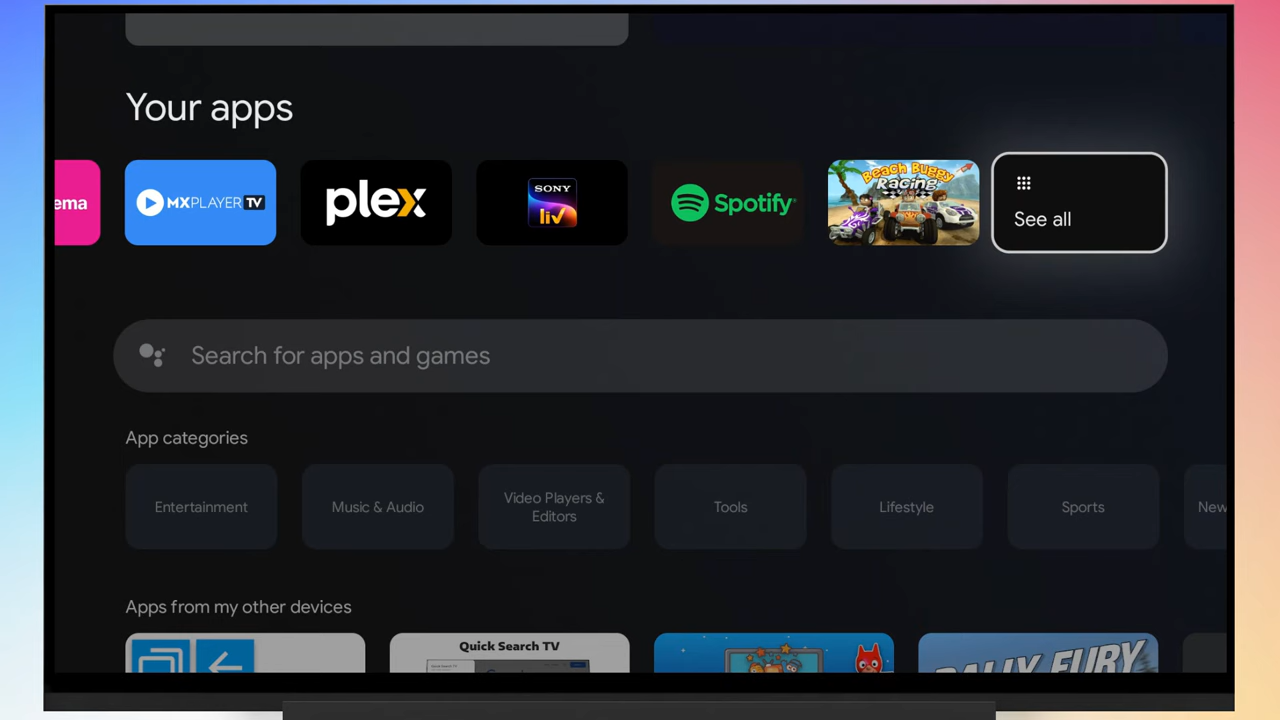 Your apps
ema
MXPLAYER TV
plex
SONY
liv
Spotify
Beach Buggy
Racing
See all
Search for apps and games
App categories
Entertainment
Music & Audio
Video Players &
Editors
Tools
Lifestyle
Sports
New
Apps from my other devices
Quick Search TV
RALLY FURY